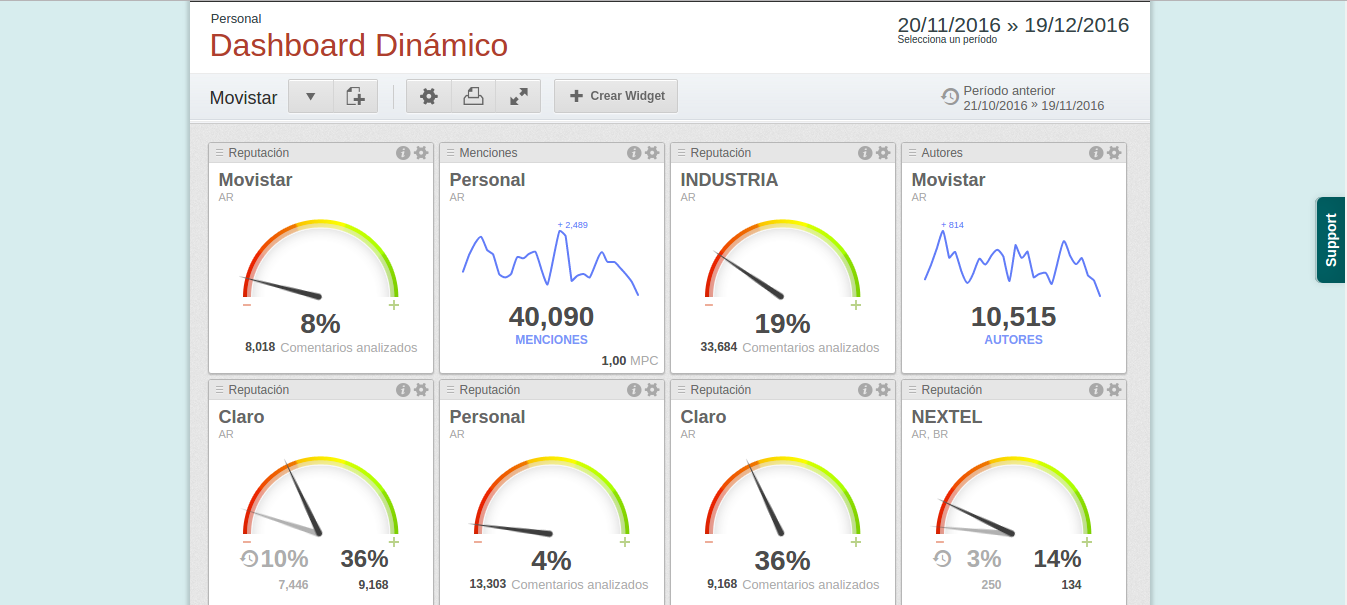 Personal
Dashboard Dinámico
20/11/2016 » 19/12/2016
Selecciona un período
Movistar
Crear Widget
Período anterior
21/10/2016 » 19/11/2016
Reputación
Movistar
AR
8%
8,018 Comentarios analizados
Menciones
Personal
AR
+ 2,489
40,090
MENCIONES
1,00 MPC
Reputación
INDUSTRIA
AR
19%
33,684 Comentarios analizados
Autores
Movistar
AR
+ 814
10,515
AUTORES
Support
Reputación
Claro
AR
10% 36%
7,446 9,168
Reputación
Personal
AR
4%
13,303 Comentarios analizados
Reputación
Claro
AR
36%
9,168 Comentarios analizados
Reputación
NEXTEL
AR, BR
3% 14%
250 134